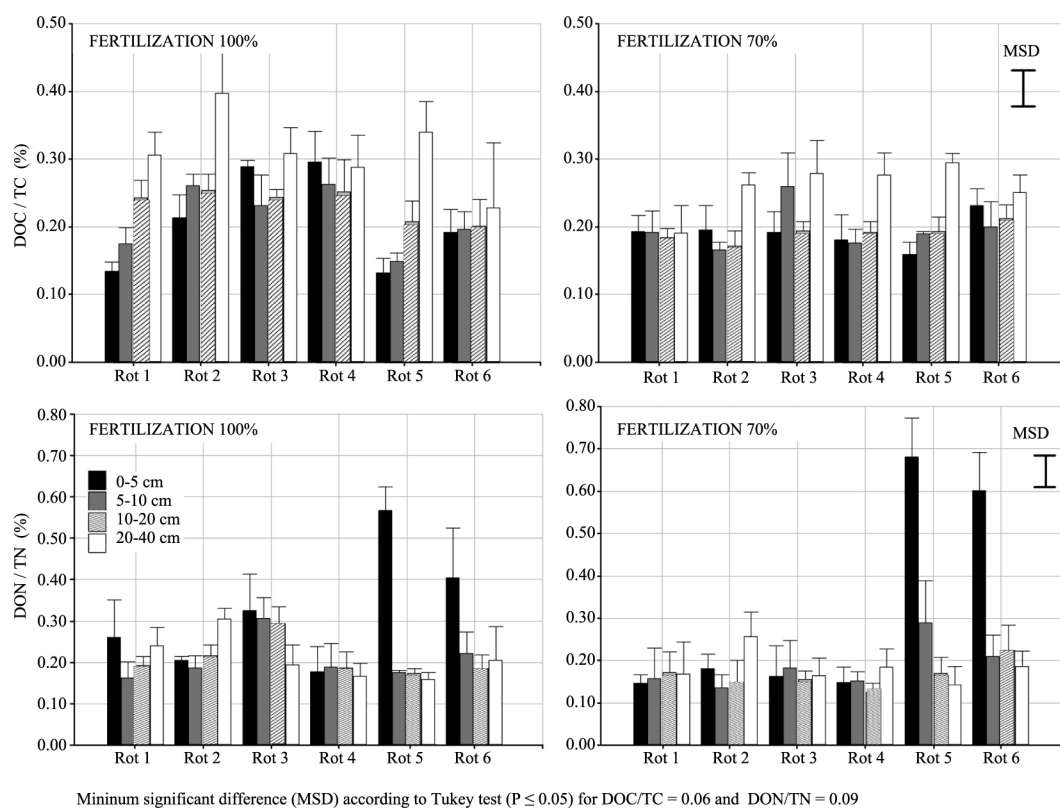 0.50
FERTILIZATION 100%
0.40
0.30
0.20
0.10
0.00
DOC / TC (%)
Rot 1 Rot 2 Rot 3 Rot 4 Rot 5 Rot 6
0.50
FERTILIZATION 70%
MSD
0.40
0.30
0.20
0.10
0.00
Rot 1 Rot 2 Rot 3 Rot 4 Rot 5 Rot 6
0.80
FERTILIZATION 100%
0.70
0-5 cm
5-10 cm
10-20 cm
20-40 cm
0.60
0.50
0.40
0.30
0.20
0.10
0.00
DON / TN (%)
Rot 1 Rot 2 Rot 3 Rot 4 Rot 5 Rot 6
0.80
FERTILIZATION 70%
MSD
0.70
0.60
0.50
0.40
0.30
0.20
0.10
0.00
Rot 1 Rot 2 Rot 3 Rot 4 Rot 5 Rot 6
Mininum significant difference (MSD) according to Tukey test (P ≤ 0.05) for DOC/TC = 0.06 and DON/TN = 0.09